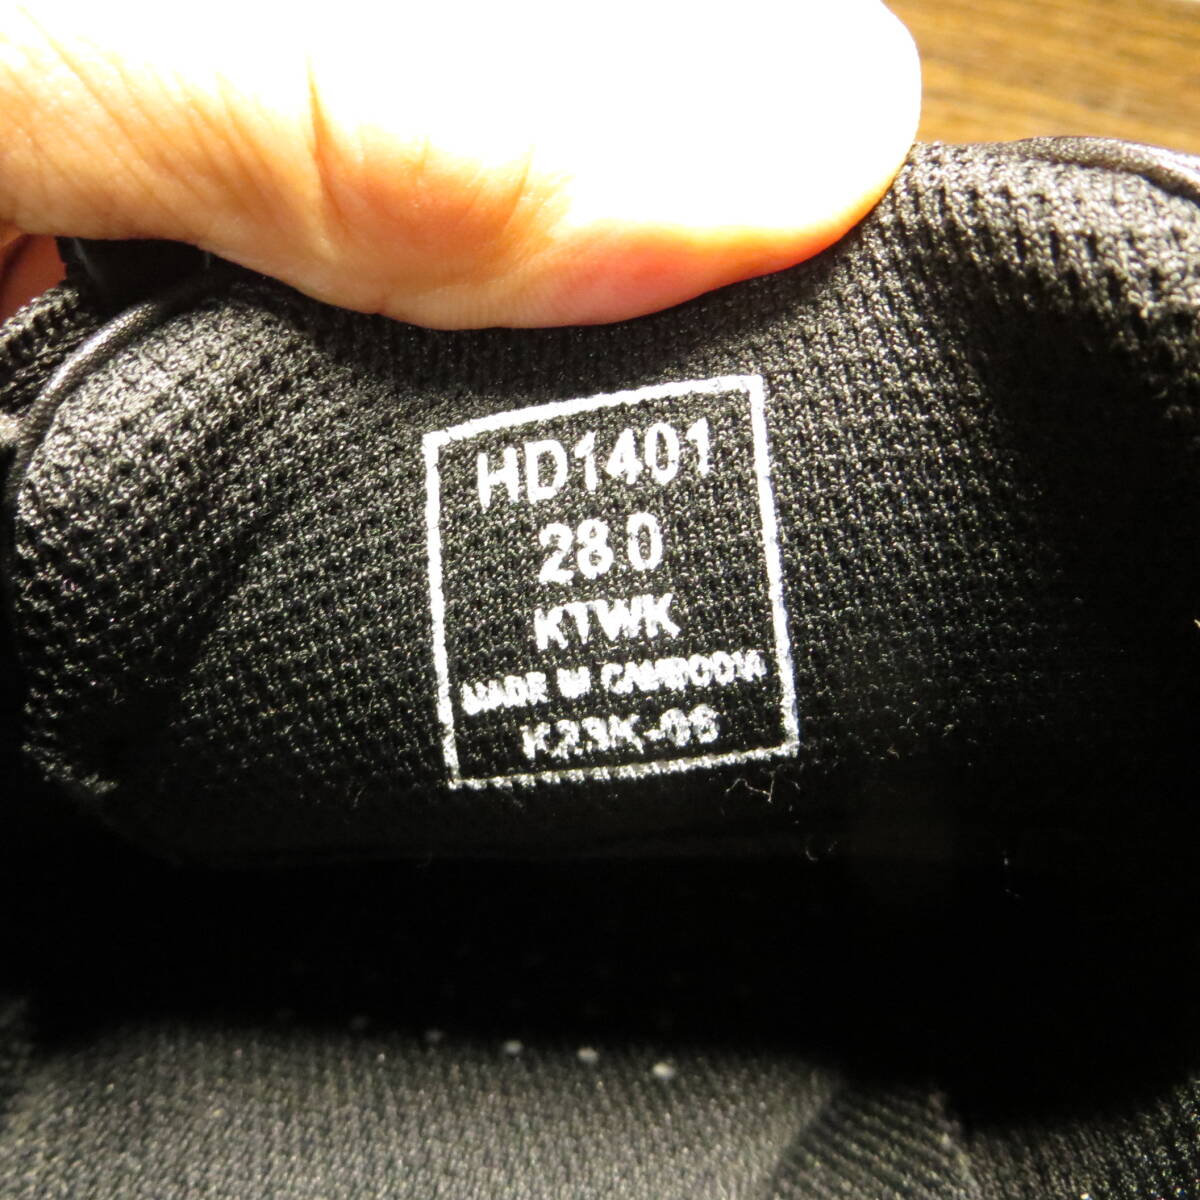 HD1401
28.0
KTWK
MADE IN CAMBODIA
K23K-06